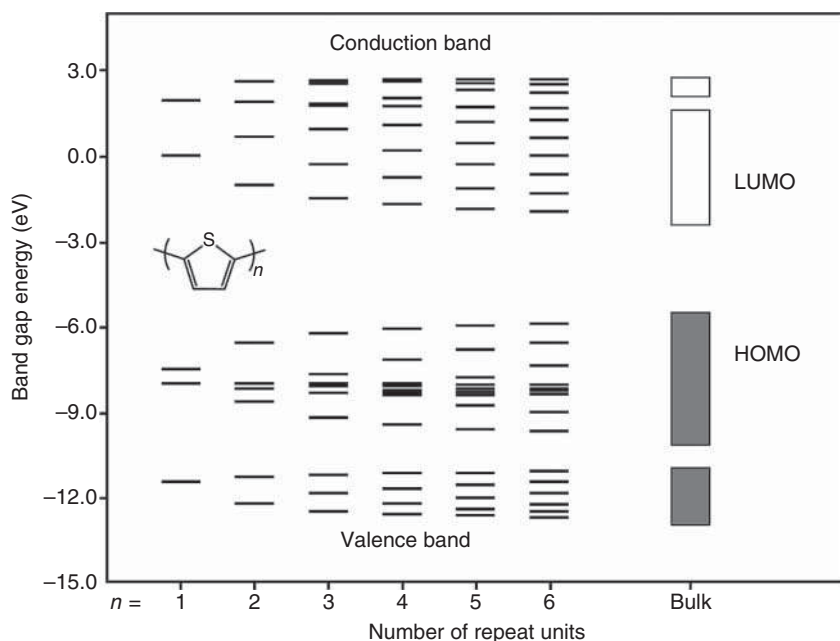 Conduction band
3.0
0.0
–3.0
–6.0
–9.0
–12.0
–15.0
Band gap energy (eV)
S
n
LUMO
HOMO
Valence band
n = 1 2 3 4 5 6 Bulk
Number of repeat units